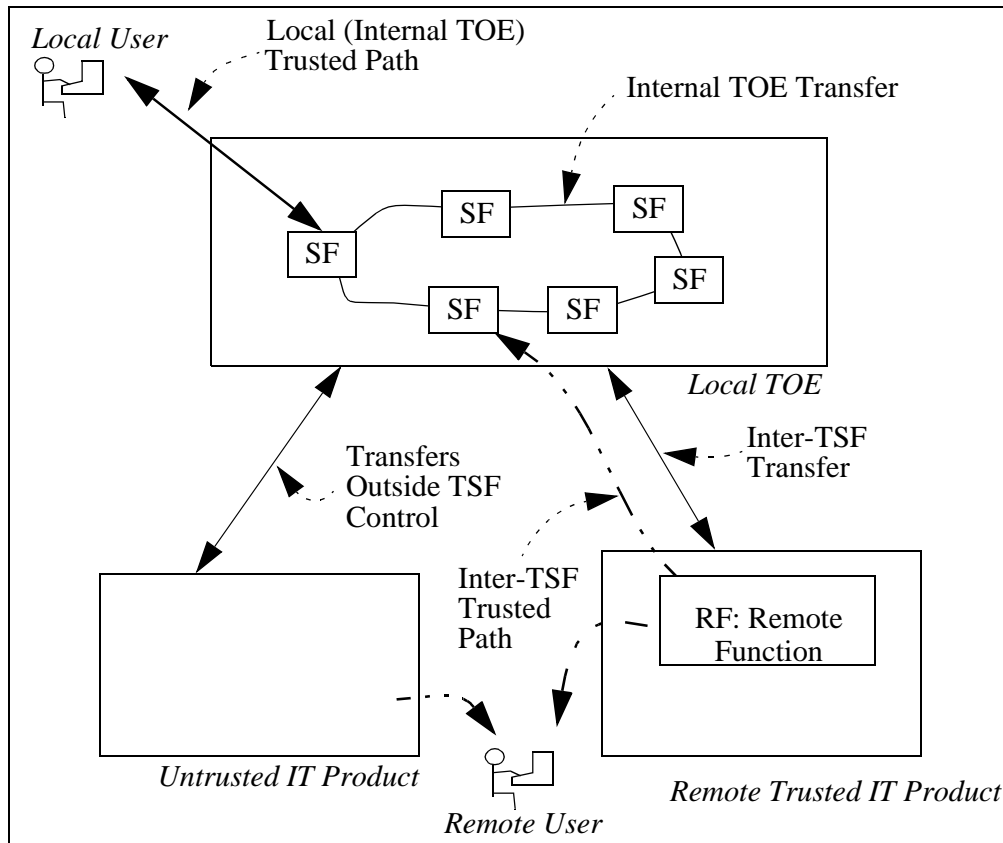 Local User
Local (Internal TOE)
Trusted Path
Internal TOE Transfer
SF
SF
SF
SF
SF
SF
Local TOE
Transfers
Outside TSF
Control
Inter-TSF
Transfer
Inter-TSF
Trusted
Path
RF: Remote
Function
Untrusted IT Product
Remote User
Remote Trusted IT Product